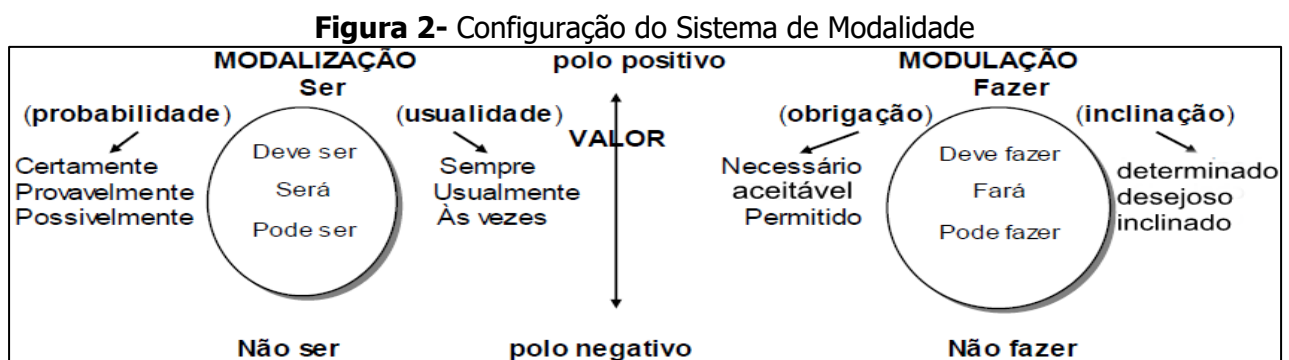 Figura 2- Configuração do Sistema de Modalidade
MODALIZAÇÃO
Ser
(probabilidade)
Certamente
Provavelmente
Possivelmente
Deve ser
Será
Pode ser
(usualidade)
Sempre
Usualmente
Às vezes
Não ser
polo positivo
VALOR
polo negativo
MODULAÇÃO
Fazer
(obrigação)
Necessário
aceitável
Permitido
Deve fazer
Fará
Pode fazer
(inclinação)
determinado
desejoso
inclinado
Não fazer